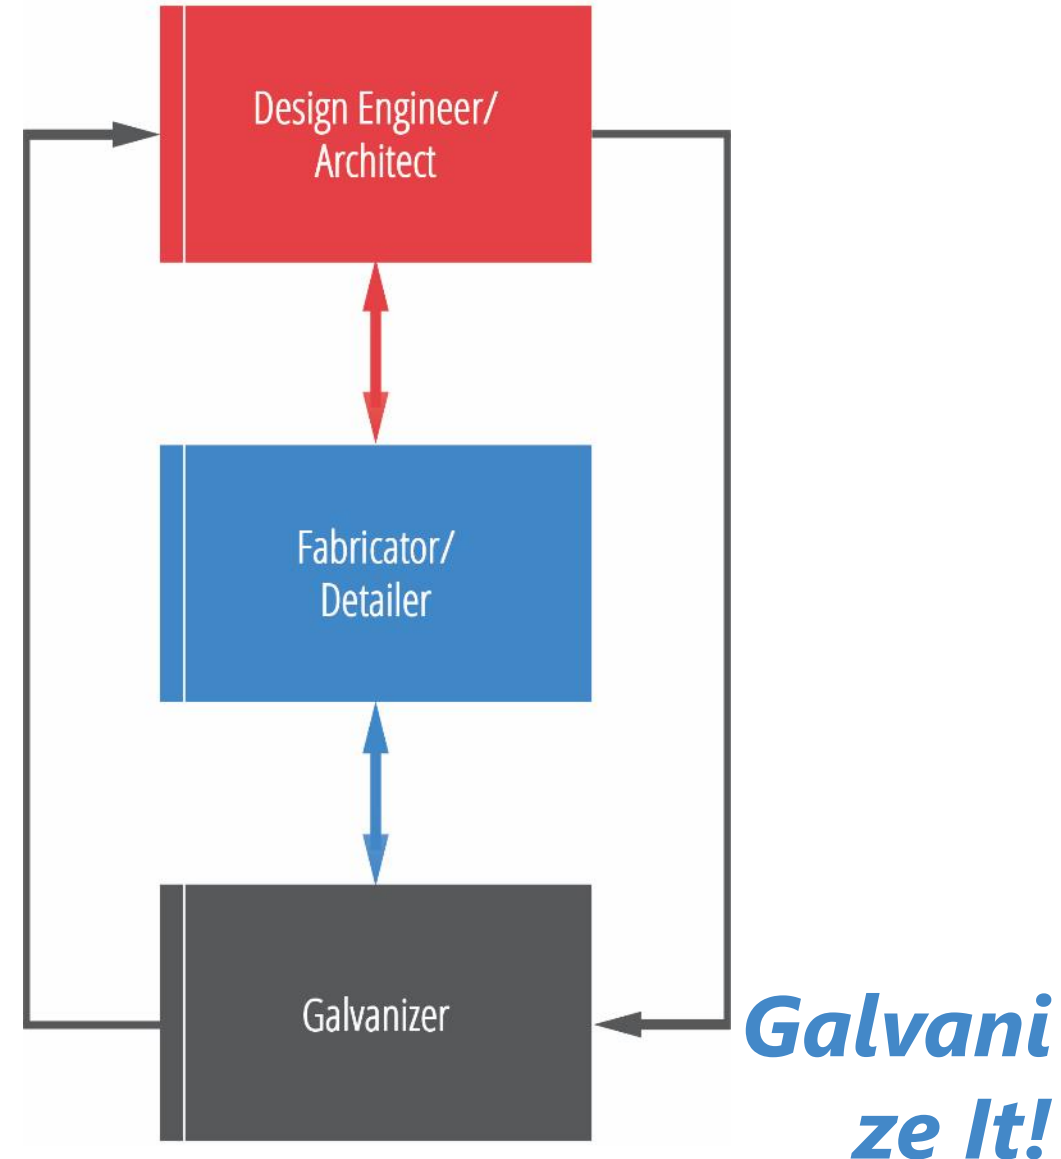 Design Engineer/
Architect
Fabricator/
Detailer
Galvanizer
Galvani
ze It!